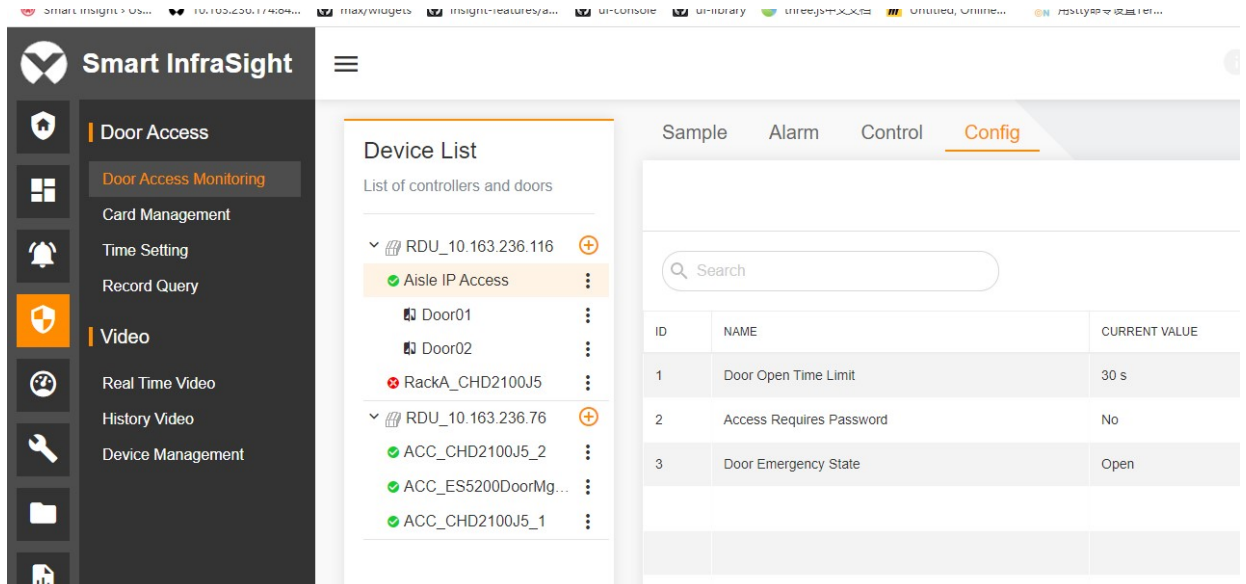 Smart InfraSight
Door Access
Door Access Monitoring
Card Management
Time Setting
Record Query
Video
Real Time Video
History Video
Device Management
Device List
List of controllers and doors
RDU_10.163.236.116
Aisle IP Access
Door01
Door02
RackA_CHD2100J5
RDU_10.163.236.76
ACC_CHD2100J5_2
ACC_ES5200DoorMg...
ACC_CHD2100J5_1
Sample Alarm Control Config
Search
ID NAME CURRENT VALUE
1 Door Open Time Limit 30 s
2 Access Requires Password No
3 Door Emergency State Open